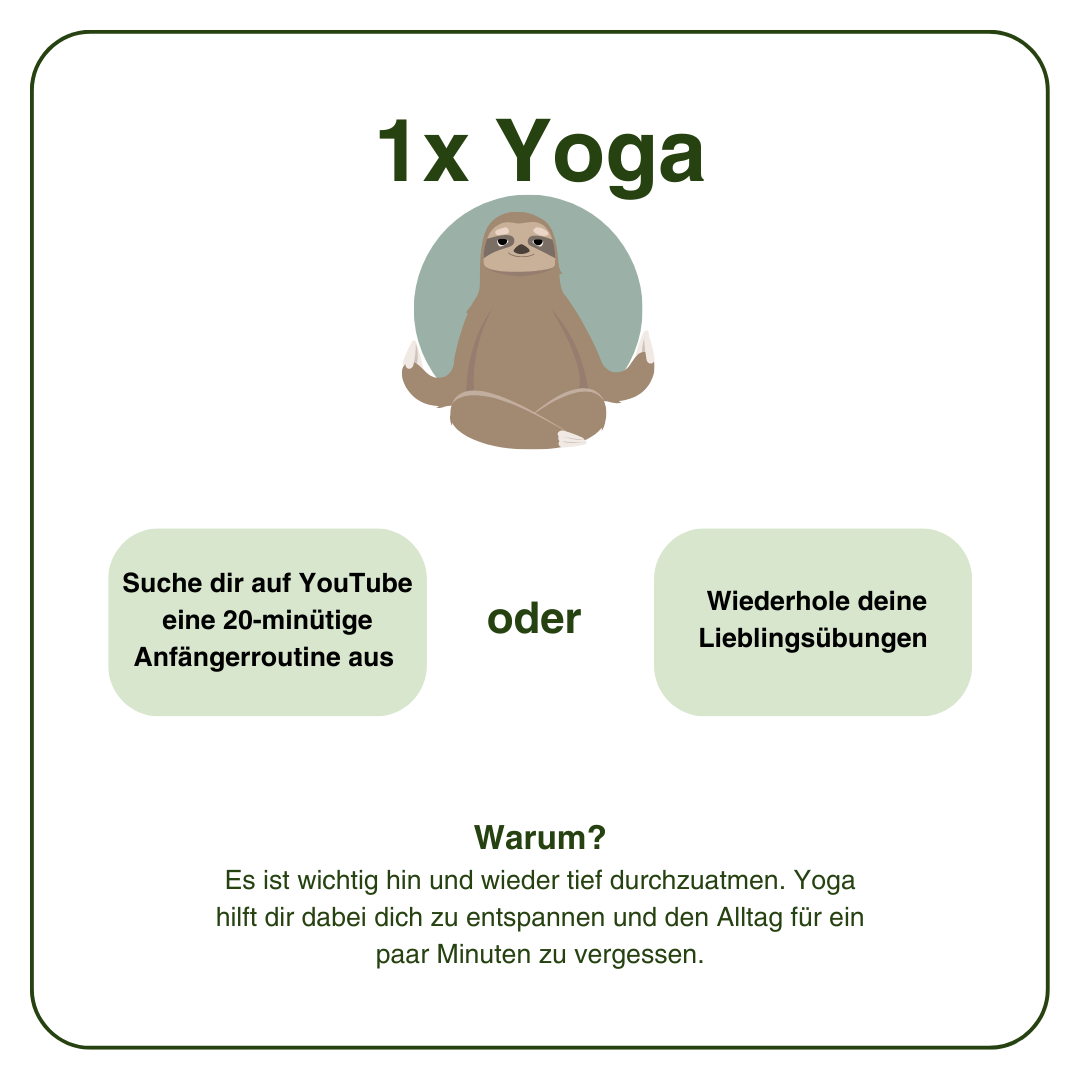 1x Yoga
Suche dir auf YouTube
eine 20-minütige
Anfängerroutine aus
oder
Wiederhole deine
Lieblingsübungen
Warum?
Es ist wichtig hin und wieder tief durchzuatmen. Yoga
hilft dir dabei dich zu entspannen und den Alltag für ein
paar Minuten zu vergessen.